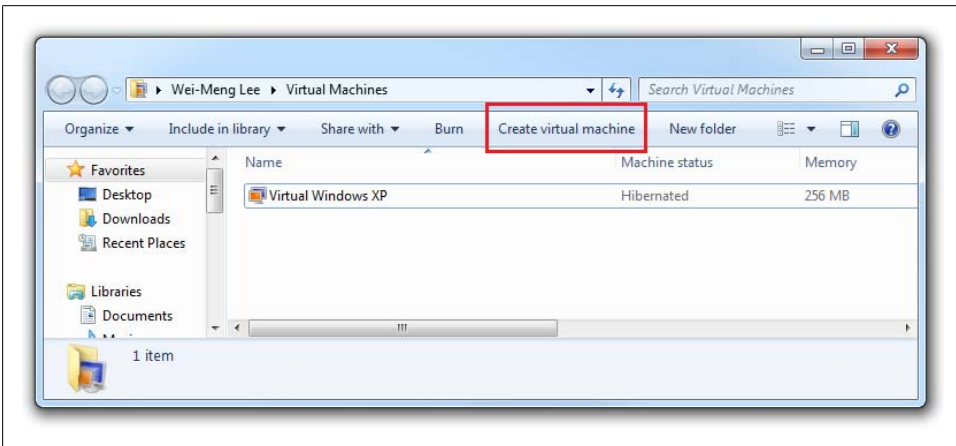 Wei-Meng Lee Virtual Machines
Search Virtual Machines
Organize Include in library Share with Burn Create virtual machine New folder
Favorites
Desktop
Downloads
Recent Places
Libraries
Documents
Name Machine status Memory
Virtual Windows XP Hibernated 256 MB
1 item